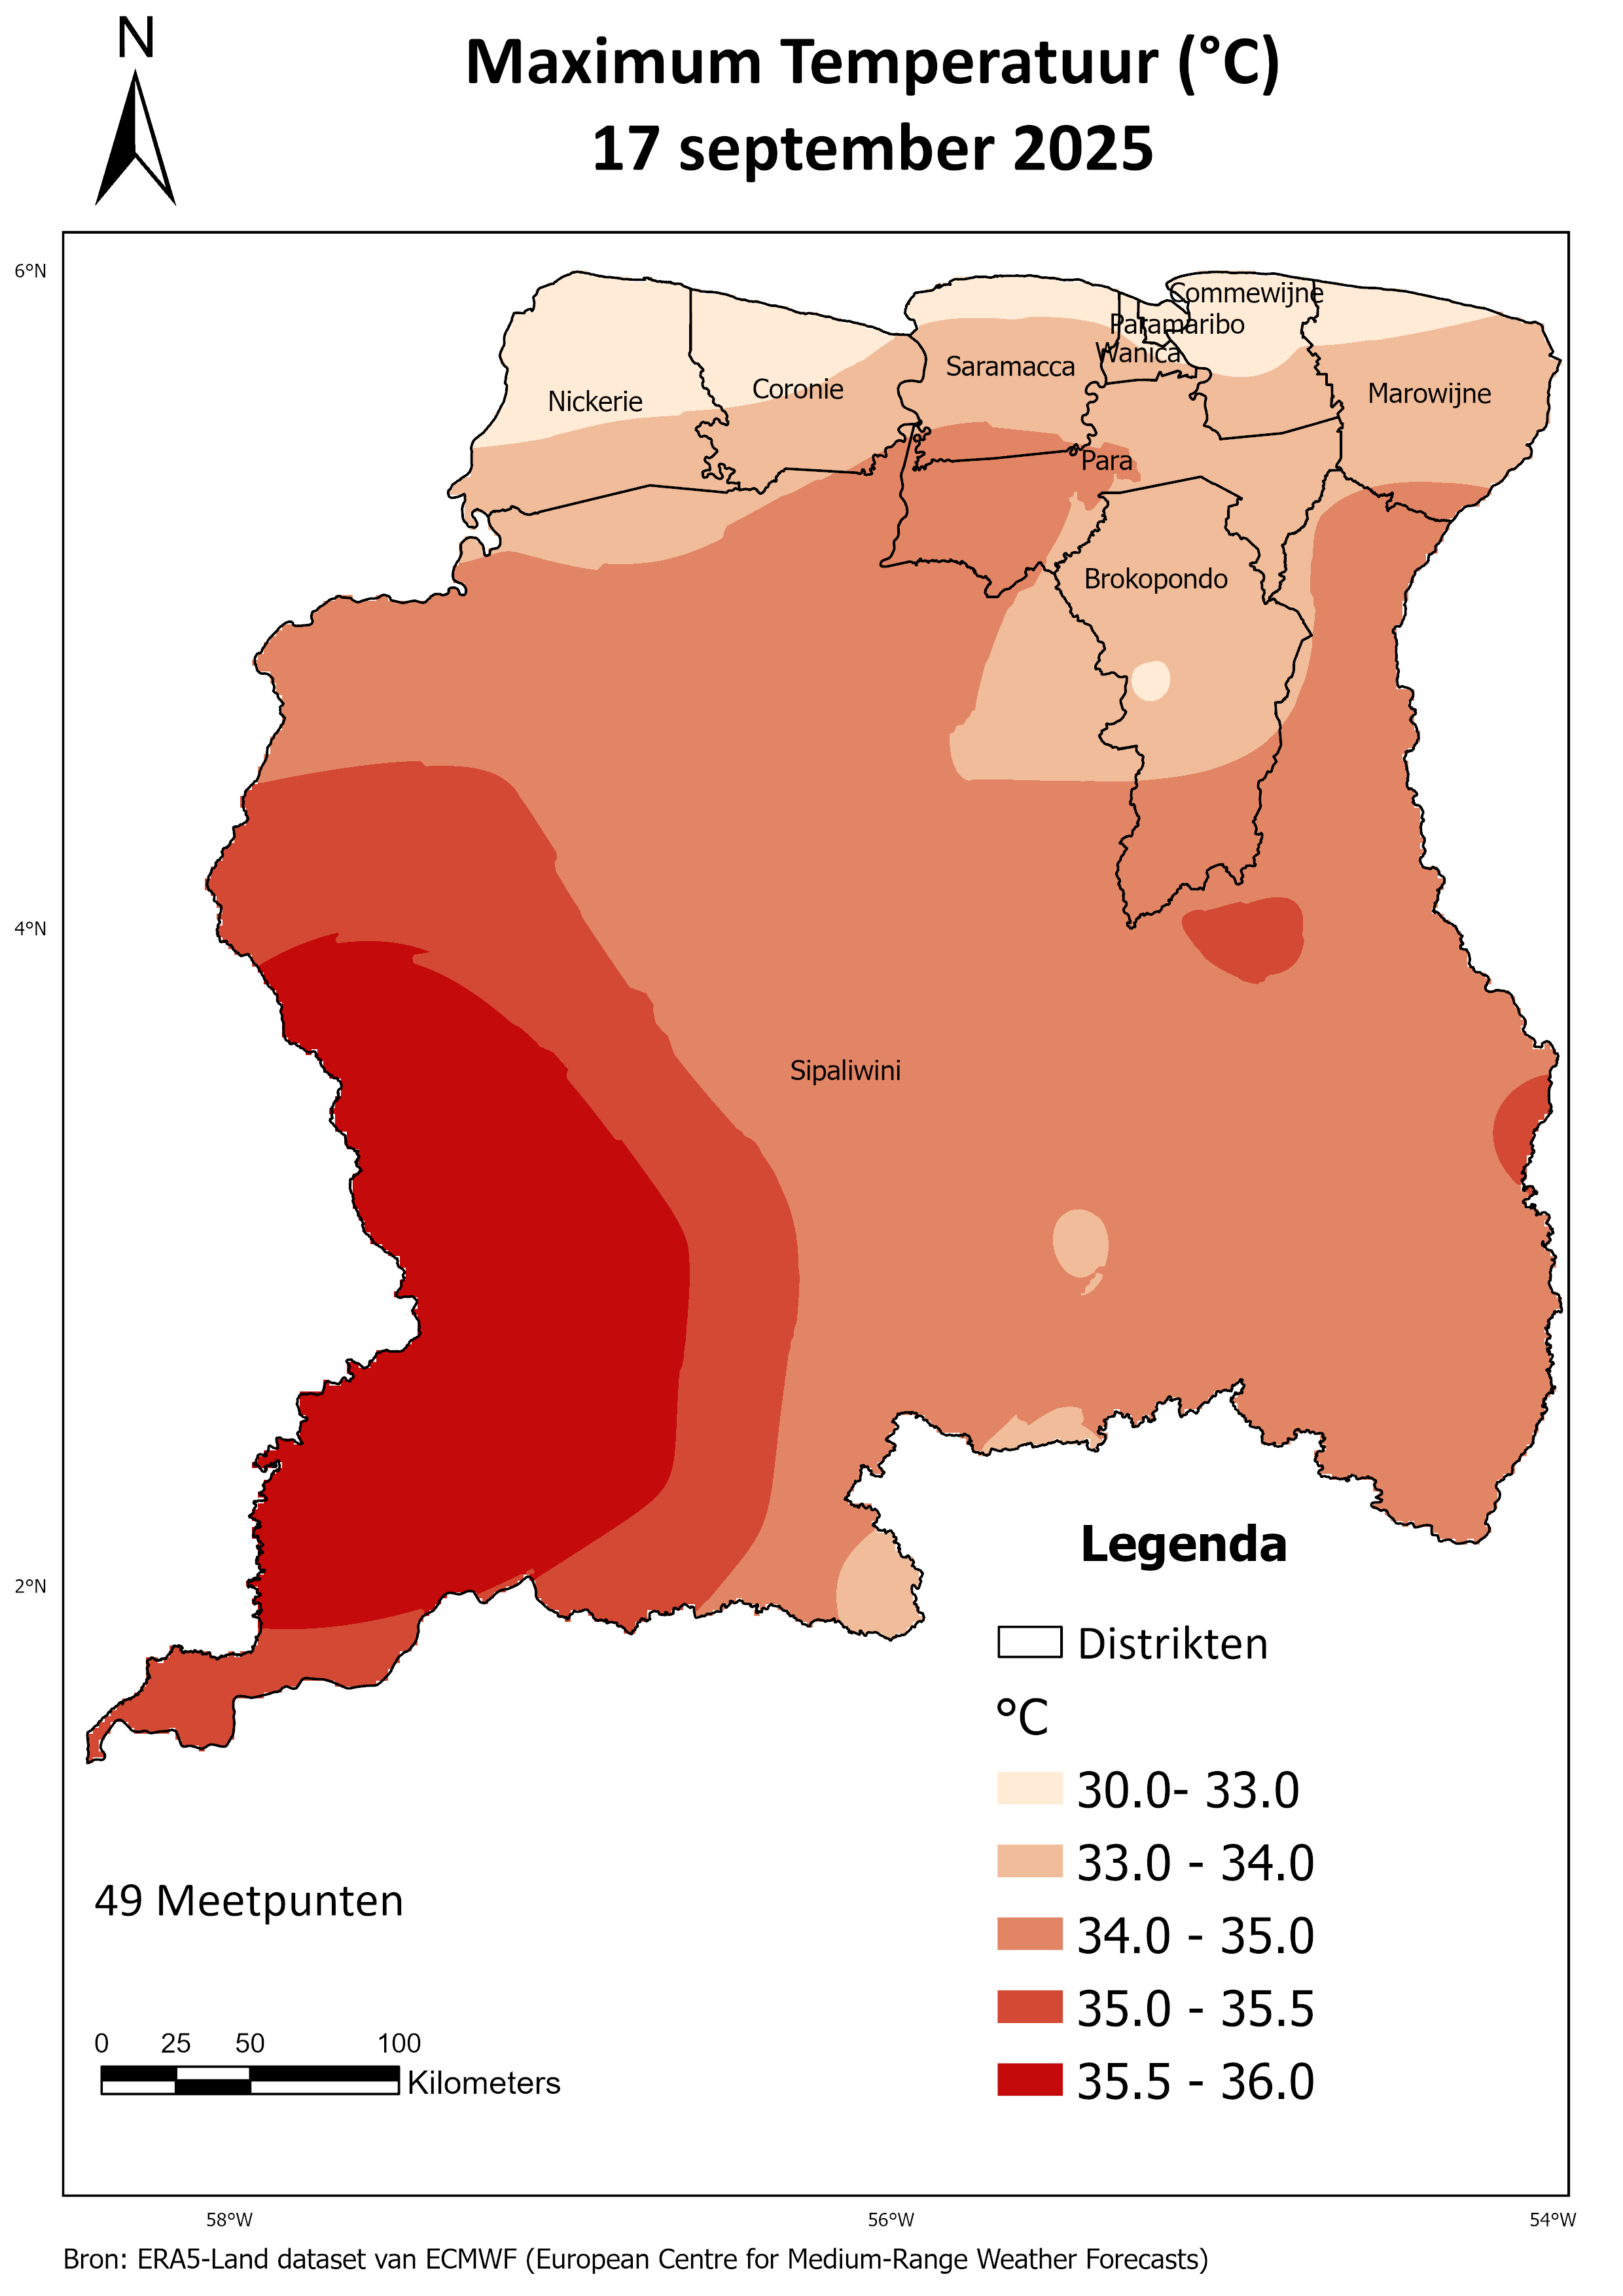 N
Maximum Temperatuur (°C)
17 september 2025
6°N
Commewijne
Paramaribo
Wanica
Saramacca
Coronie
Nickerie
Marowijne
Para
Brokopondo
4°N
Sipaliwini
2°N
Legenda
Distrikten
°C
30.0- 33.0
33.0 - 34.0
34.0 - 35.0
35.0 - 35.5
35.5 - 36.0
49 Meetpunten
0 25 50 100
Kilometers
58°W 56°W 54°W
Bron: ERA5-Land dataset van ECMWF (European Centre for Medium-Range Weather Forecasts)